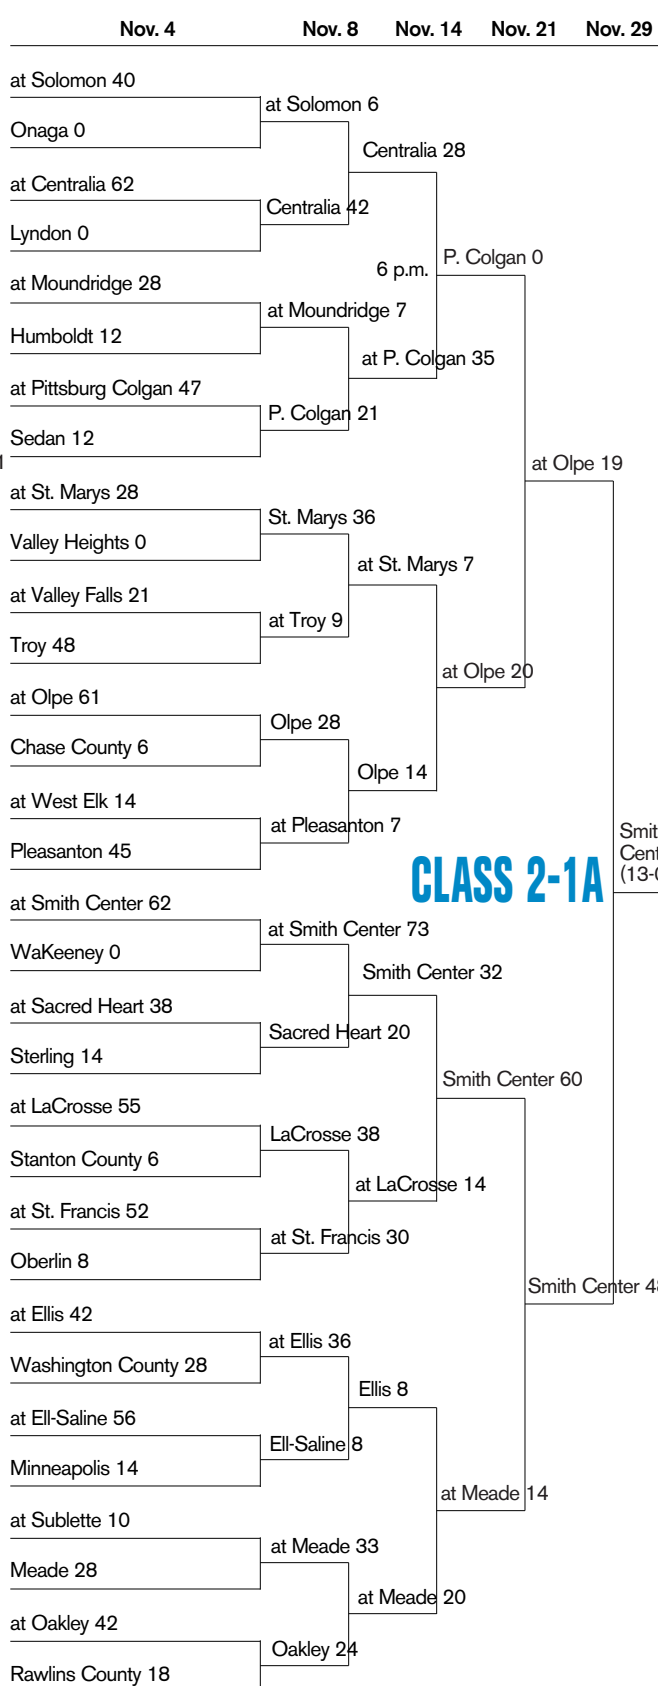 Nov. 4 Nov. 8 Nov. 14 Nov. 21 Nov. 29
at Solomon 40
Onaga 0
at Centralia 62
Lyndon 0
at Moundridge 28
Humboldt 12
at Pittsburg Colgan 47
Sedan 12
at St. Marys 28
Valley Heights 0
at Valley Falls 21
Troy 48
at Olpe 61
Chase County 6
at West Elk 14
Pleasanton 45
at Smith Center 62
WaKeeney 0
at Sacred Heart 38
Sterling 14
at LaCrosse 55
Stanton County 6
at St. Francis 52
Oberlin 8
at Ellis 42
Washington County 28
at Ell-Saline 56
Minneapolis 14
at Sublette 10
Meade 28
at Oakley 42
Rawlins County 18
at Solomon 6
Centralia 42
at Moundridge 7
P. Colgan 21
St. Marys 36
at Troy 9
Olpe 28
at Pleasanton 7
at Smith Center 73
Sacred Heart 20
LaCrosse 38
at St. Francis 30
at Ellis 36
Ell-Saline 8
at Meade 33
Oakley 24
Centralia 28
6 p.m.
at P. Colgan 35
at St. Marys 7
Olpe 14
Smith Center 32
at LaCrosse 14
Ellis 8
at Meade 20
P. Colgan 0
at Olpe 20
Smith Center 60
at Meade 14
at Olpe 19
Smith Center
CLASS 2-1A